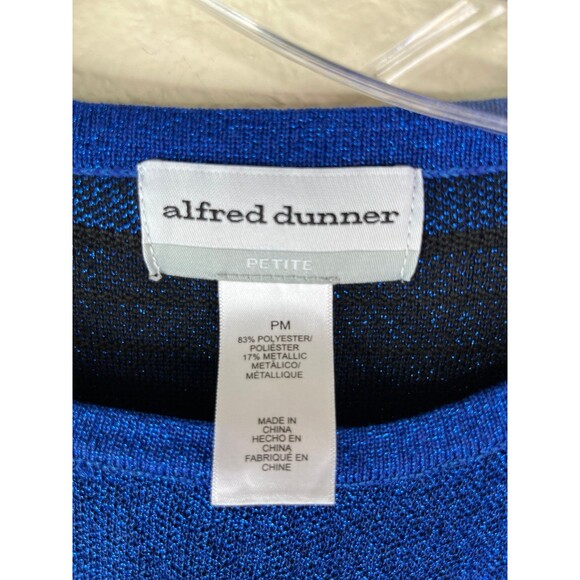 alfred dunner
PETITE
PM
83% POLYESTER/
POLIÉSTER
17% METALLIC
METÁLICO/
MÉTALLIQUE
MADE IN
CHINA
HECHO EN
CHINA
FABRIQUÉ EN
CHINE